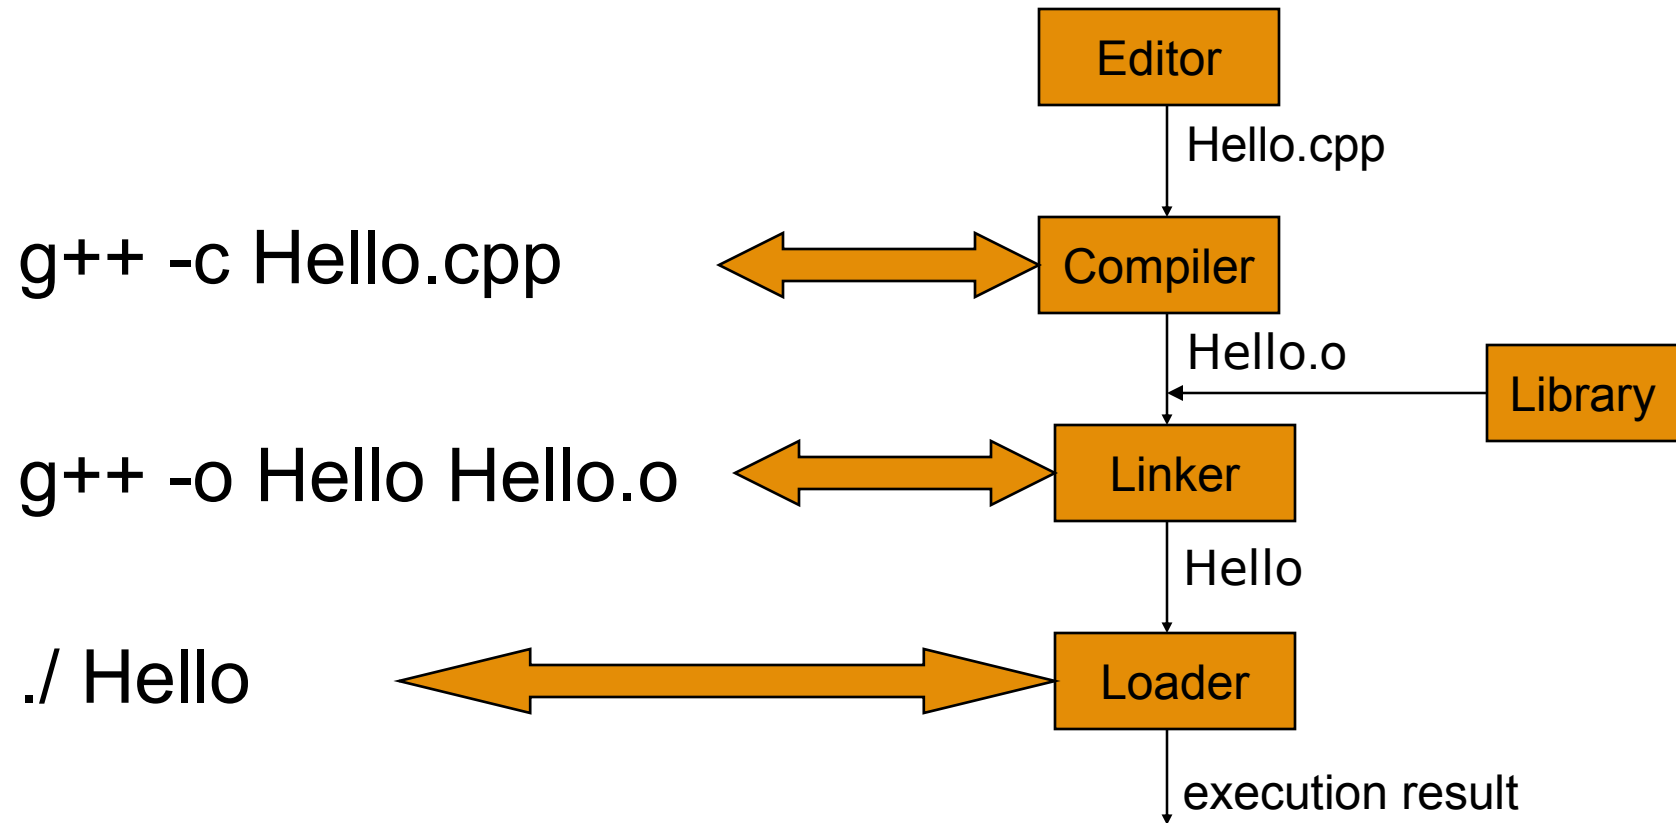 Editor
Hello.cpp
g++ -c Hello.cpp
Compiler
Hello.o
Library
g++ -o Hello Hello.o
Linker
Hello
./ Hello
Loader
execution result